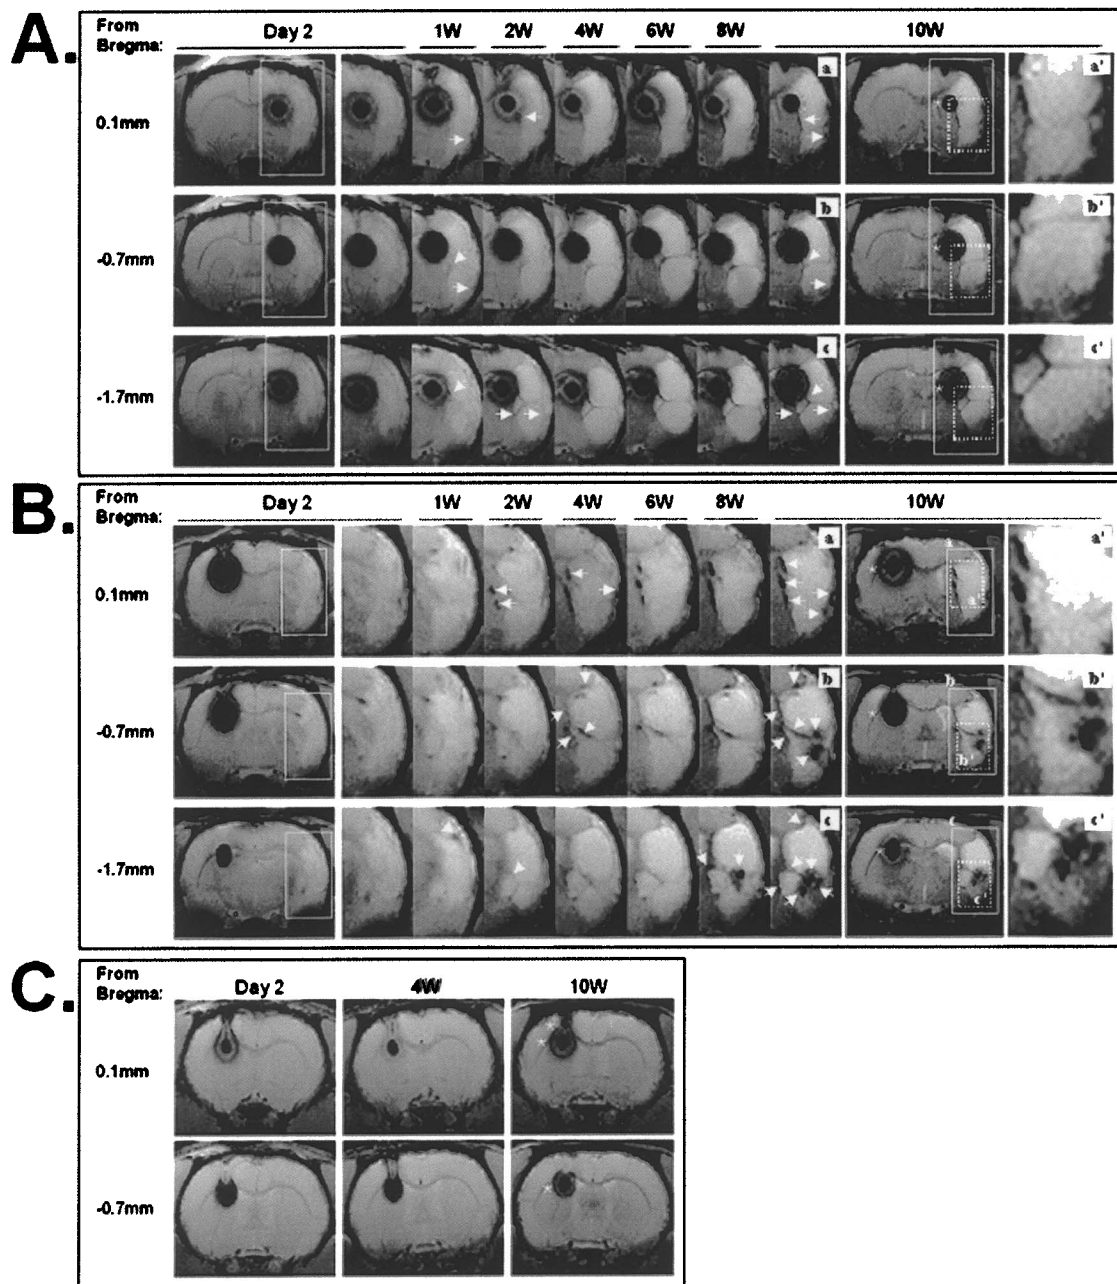 A.
From
Bregma:
Day 2 1W 2W 4W 6W 8W 10W
a a'
0.1mm
b b'
-0.7mm
c c'
-1.7mm
B.
From
Bregma:
Day 2 1W 2W 4W 6W 8W 10W
a a a'
0.1mm
a'
b b b'
-0.7mm
b'
c c c'
-1.7mm
c'
C.
From
Bregma:
Day 2 4W 10W
0.1mm
-0.7mm